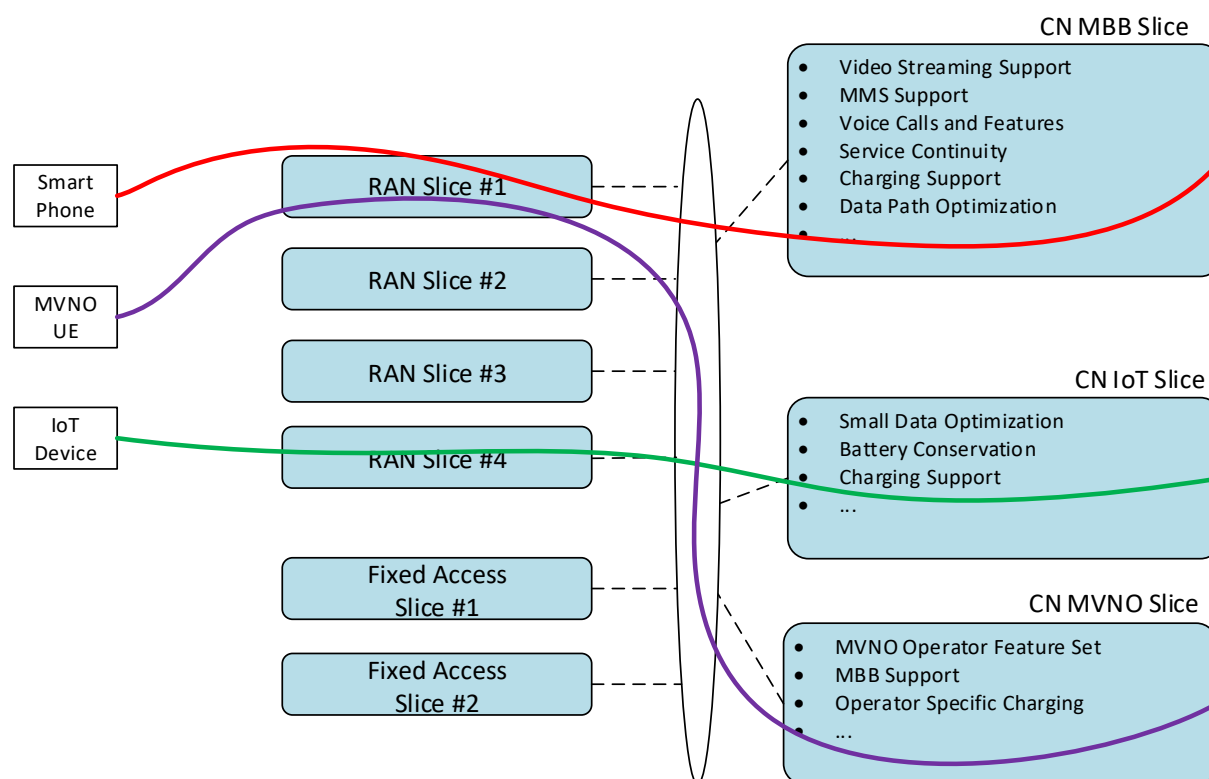 CN MBB Slice
• Video Streaming Support
• MMS Support
• Voice Calls and Features
• Service Continuity
• Charging Support
• Data Path Optimization
• ...
Smart
Phone
MVNO
UE
IoT
Device
RAN Slice #1
RAN Slice #2
RAN Slice #3
RAN Slice #4
Fixed Access
Slice #1
Fixed Access
Slice #2
CN IoT Slice
• Small Data Optimization
• Battery Conservation
• Charging Support
• ...
CN MVNO Slice
• MVNO Operator Feature Set
• MBB Support
• Operator Specific Charging
• ...